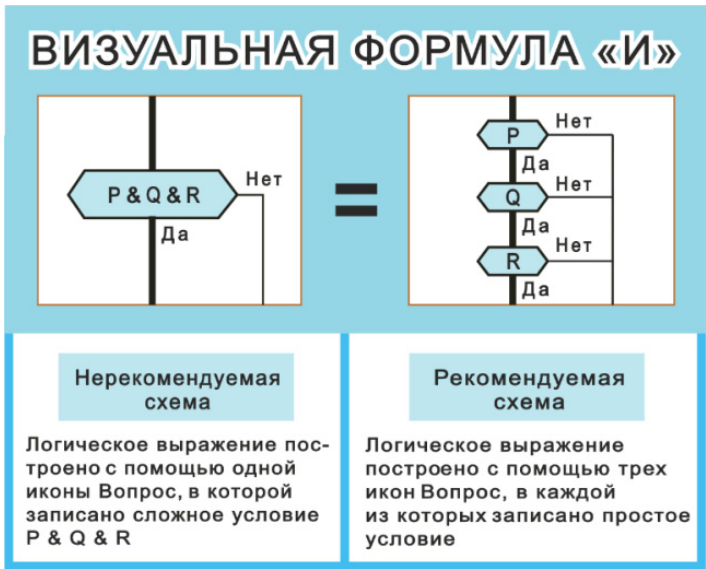 ВИЗУАЛЬНАЯ ФОРМУЛА «И»
P & Q & R
Нет
Да
=
P
Нет
Да
Q
Нет
Да
R
Нет
Да
Нерекомендуемая
схема
Логическое выражение пос-
троено с помощью одной
иконы Вопрос, в которой
записано сложное условие
P & Q & R
Рекомендуемая
схема
Логическое выражение
построено с помощью трех
икон Вопрос, в каждой
из которых записано простое
условие